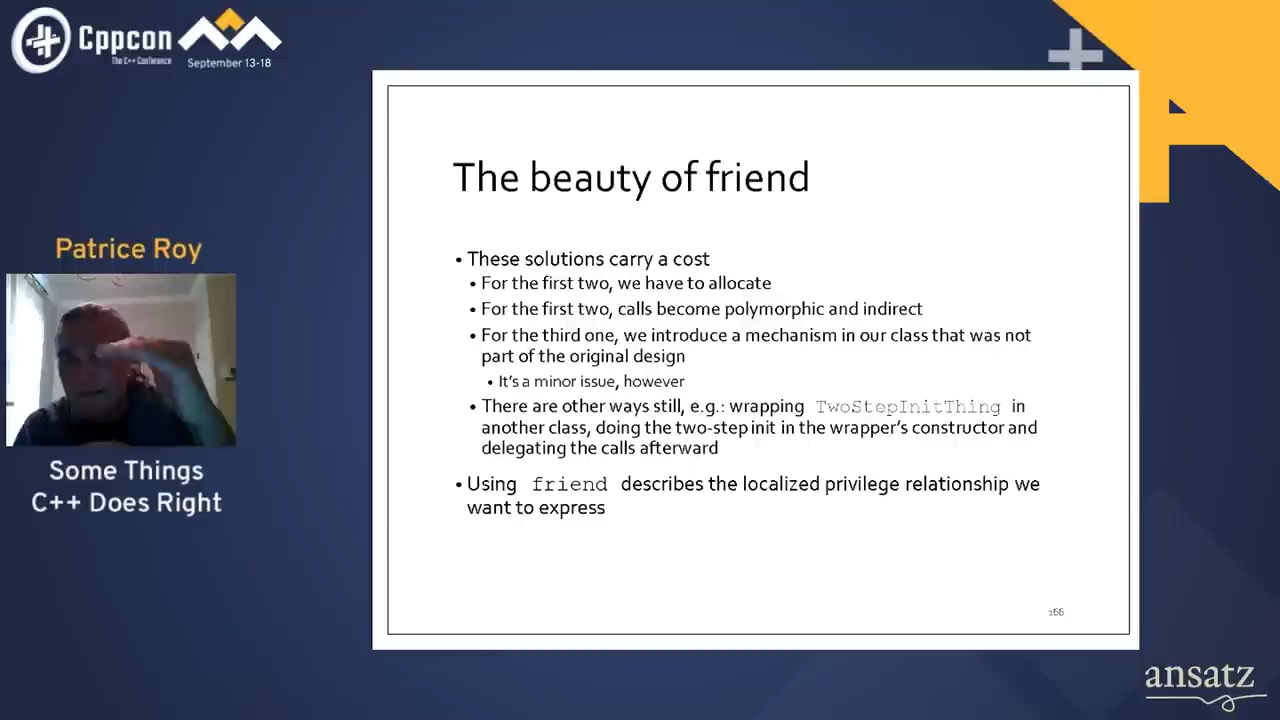 Cppcon
The C++ Conference
September 13-18
The beauty of friend
Patrice Roy
Some Things
C++ Does Right
• These solutions carry a cost
• For the first two, we have to allocate
• For the first two, calls become polymorphic and indirect
• For the third one, we introduce a mechanism in our class that was not
part of the original design
• It's a minor issue, however
• There are other ways still, e.g.: wrapping TwoStepInitThing in
another class, doing the two-step init in the wrapper's constructor and
delegating the calls afterward
• Using friend describes the localized privilege relationship we
want to express
166
ansatz